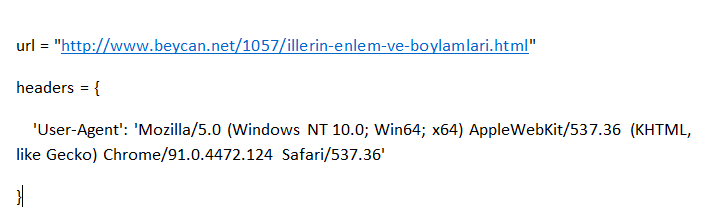 url = "http://www.beycan.net/1057/illerin-enlem-ve-boylamlari.html"
headers = {
'User-Agent': 'Mozilla/5.0 (Windows NT 10.0; Win64; x64) AppleWebKit/537.36 (KHTML,
like Gecko) Chrome/91.0.4472.124 Safari/537.36'
}